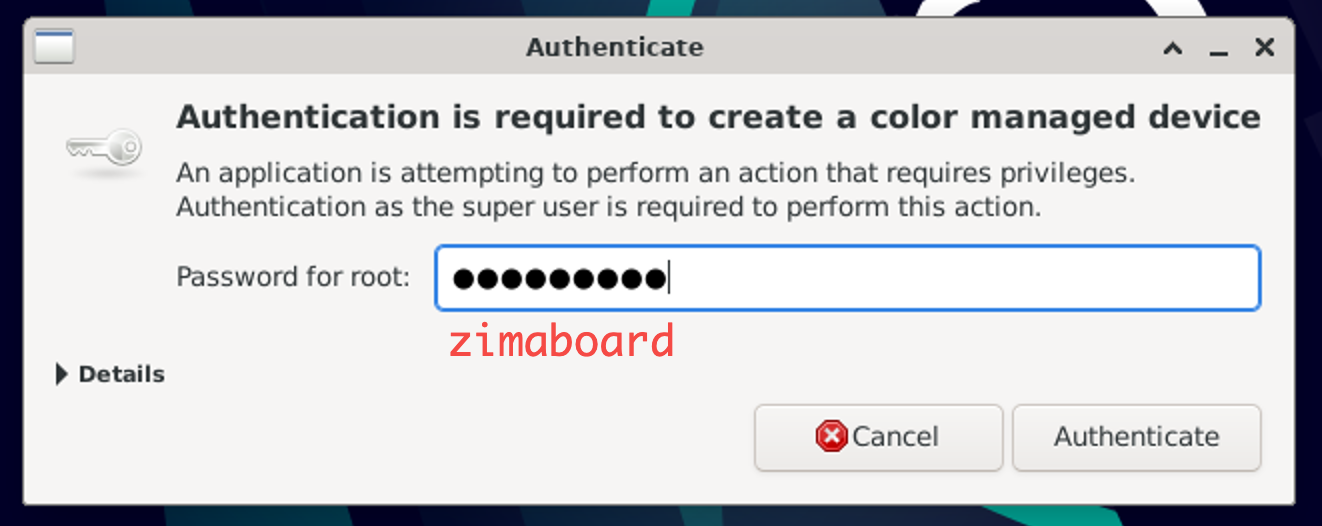 Authenticate
Authentication is required to create a color managed device
An application is attempting to perform an action that requires privileges.
Authentication as the super user is required to perform this action.
Password for root: ●●●●●●●●●
zimaboard
Details
Cancel
Authenticate